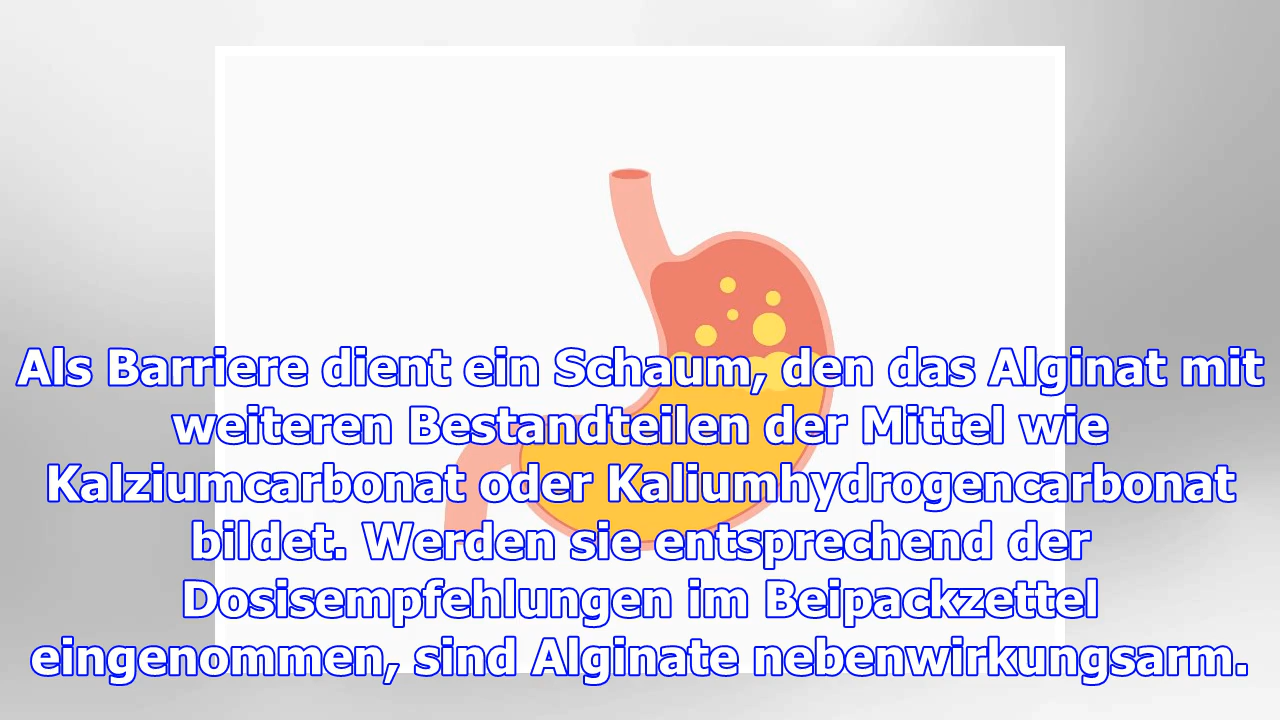 Als Barriere dient ein Schaum, den das Alginat mit
weiteren Bestandteilen der Mittel wie
Kalziumcarbonat oder Kaliumhydrogencarbonat
bildet. Werden sie entsprechend der
Dosisempfehlungen im Beipackzettel
eingenommen, sind Alginate nebenwirkungsarm.